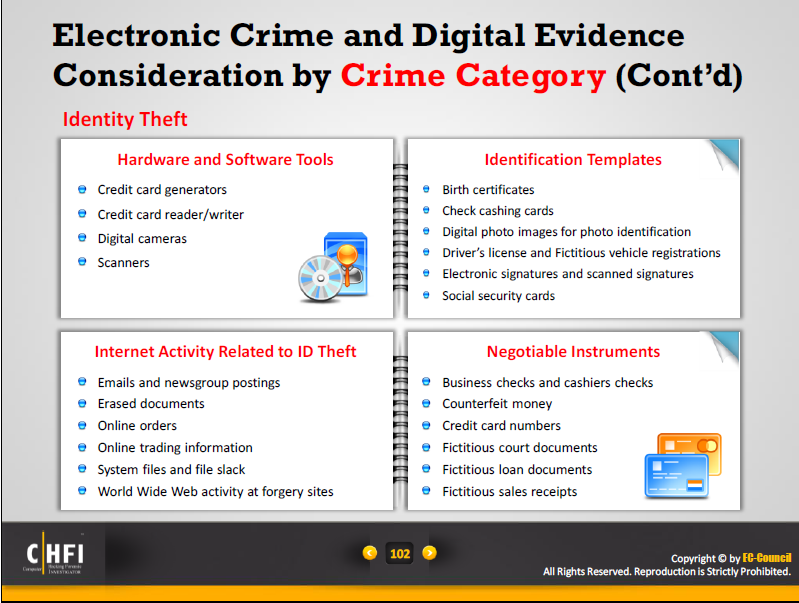 Electronic Crime and Digital Evidence
Consideration by Crime Category (Cont’d)
Identity Theft
Hardware and Software Tools
Credit card generators
Credit card reader/writer
Digital cameras
Scanners
Identification Templates
Birth certificates
Check cashing cards
Digital photo images for photo identification
Driver’s license and Fictitious vehicle registrations
Electronic signatures and scanned signatures
Social security cards
Internet Activity Related to ID Theft
Emails and newsgroup postings
Erased documents
Online orders
Online trading information
System files and file slack
World Wide Web activity at forgery sites
Negotiable Instruments
Business checks and cashiers checks
Counterfeit money
Credit card numbers
Fictitious court documents
Fictitious loan documents
Fictitious sales receipts
CHFI
Computer Hacking Forensic
INVESTIGATOR
102
Copyright © by EC-Council
All Rights Reserved. Reproduction is Strictly Prohibited.